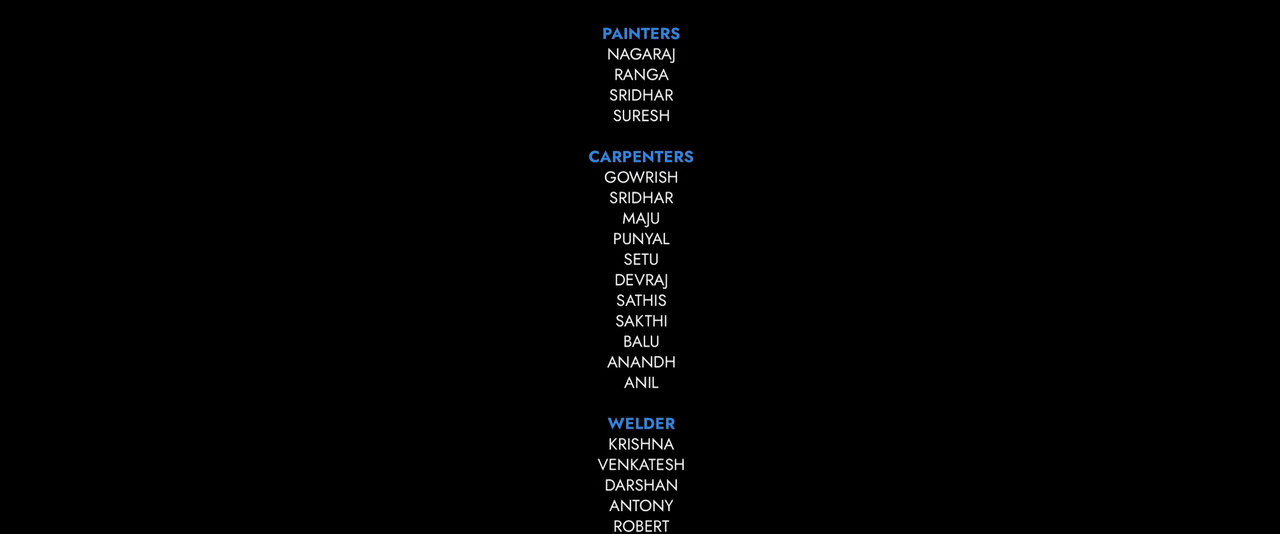 PAINTERS
NAGARAJ
RANGA
SRIDHAR
SURESH
CARPENTERS
GOWRISH
SRIDHAR
MAJU
PUNYAL
SETU
DEVRAJ
SATHIS
SAKTHI
BALU
ANANDH
ANIL
WELDER
KRISHNA
VENKATESH
DARSHAN
ANTONY
ROBERT